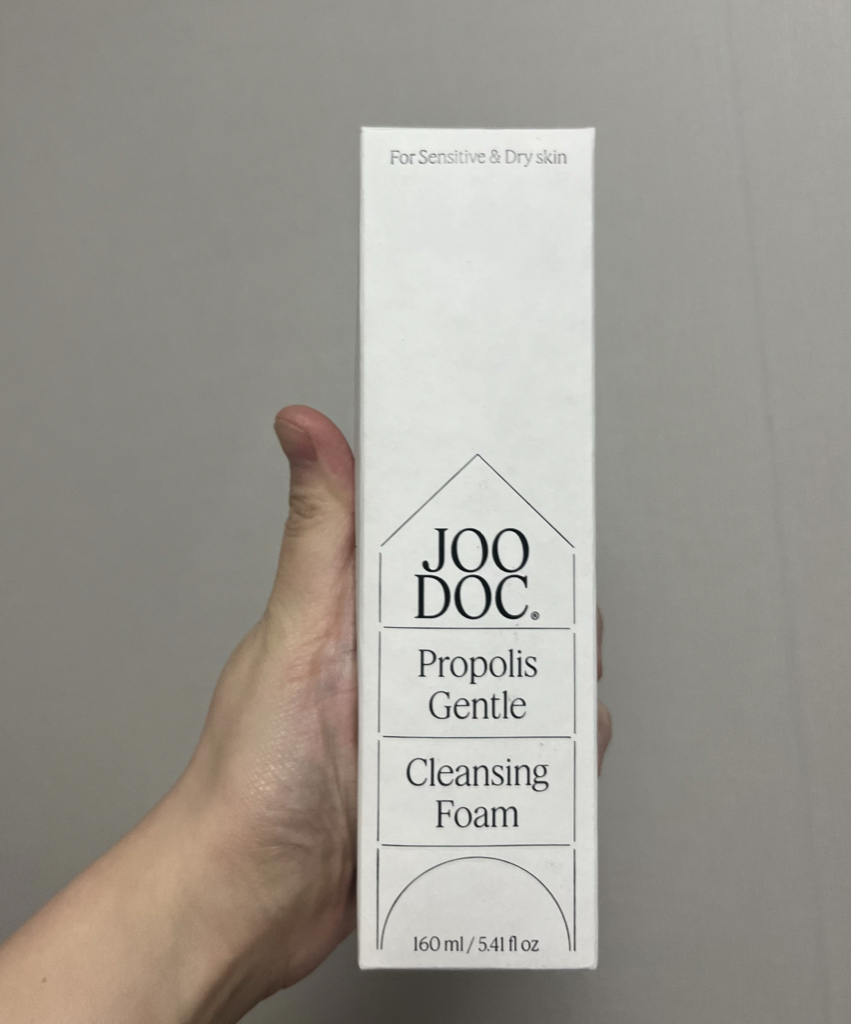 For Sensitive & Dry skin
JOO
DOC.®
Propolis
Gentle
Cleansing
Foam
160 ml / 5.41 fl oz